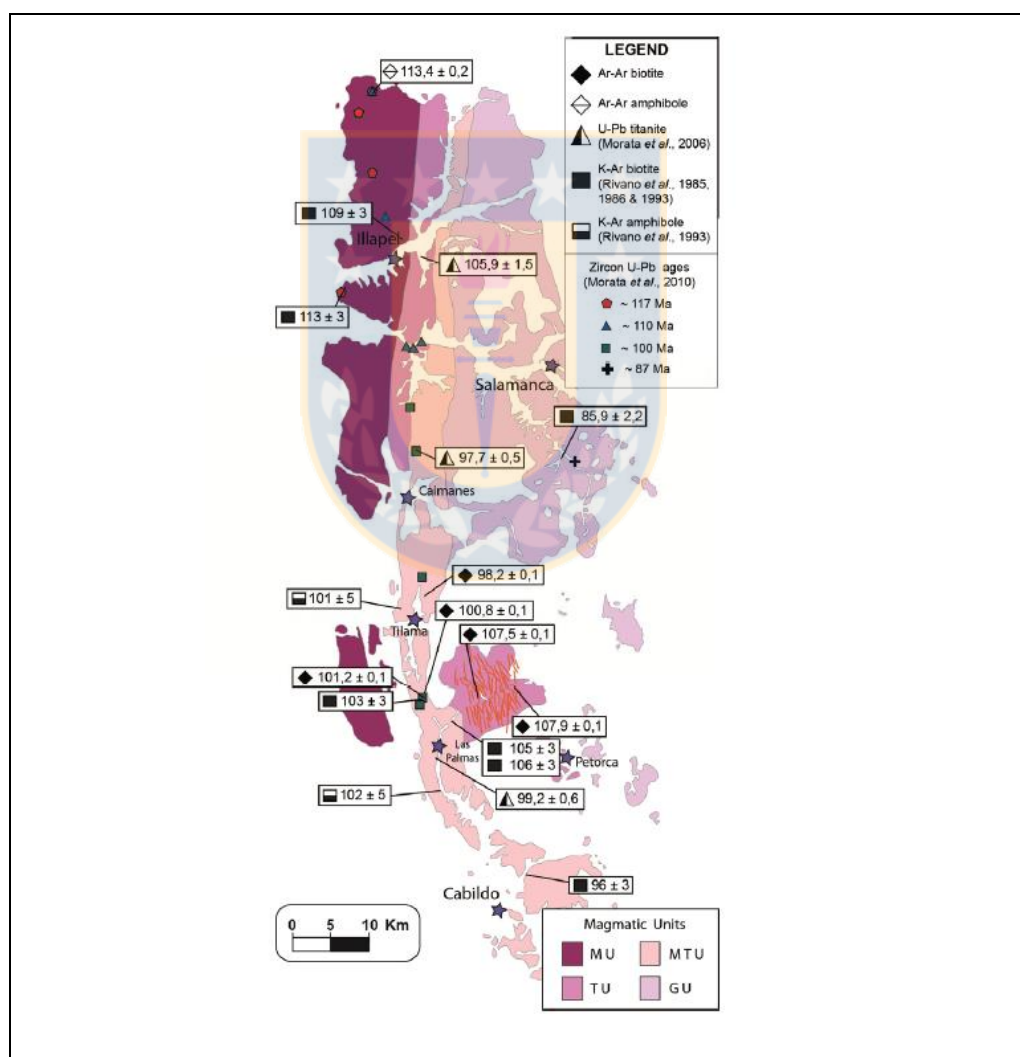 113,4 ± 0,2
109 ± 3
Illapel
105,9 ± 1,5
113 ± 3
Salamanca
85,9 ± 2,2
97,7 ± 0,5
Caimanes
98,2 ± 0,1
101 ± 5
100,8 ± 0,1
Tilama
107,5 ± 0,1
101,2 ± 0,1
103 ± 3
107,9 ± 0,1
Las
Palmas
105 ± 3
106 ± 3
Petorca
102 ± 5
99,2 ± 0,6
96 ± 3
Cabildo
LEGEND
Ar-Ar biotite
Ar-Ar amphibole
U-Pb titanite
(Morata et al., 2006)
K-Ar biotite
(Rivano et al., 1985,
1986 & 1993)
K-Ar amphibole
(Rivano et al., 1993)
Zircon U-Pb ages
(Morata et al., 2010)
~ 117 Ma
~ 110 Ma
~ 100 Ma
~ 87 Ma
0 5 10 Km
Magmatic Units
MU
MTU
TU
GU